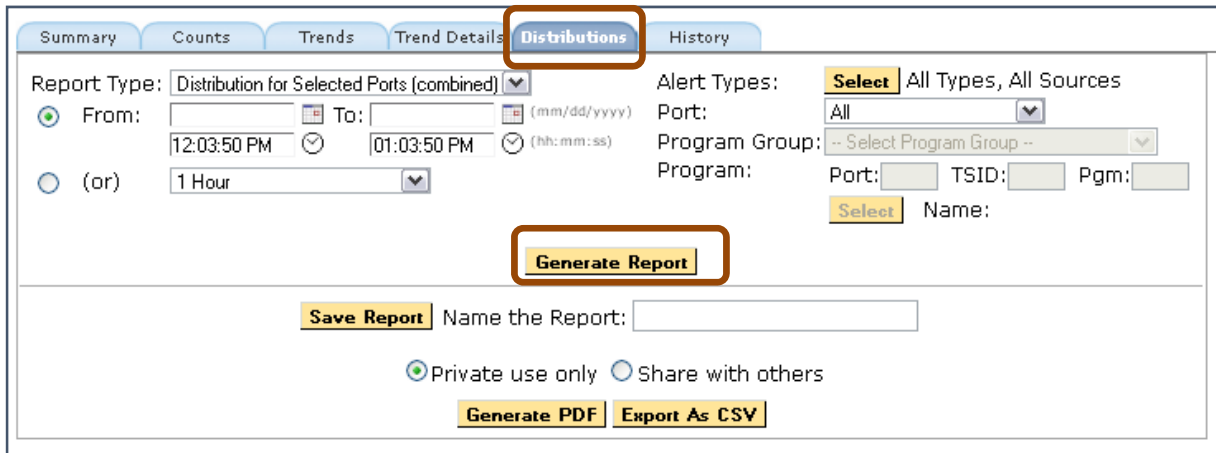 Summary Counts Trends Trend Details Distributions History
Report Type: Distribution for Selected Ports (combined) Alert Types: Select All Types, All Sources
From: To: (mm/dd/yyyy) Port: All
12:03:50 PM 01:03:50 PM (hh:mm:ss) Program Group: -- Select Program Group --
(or) 1 Hour Program: Port: TSID: Pgm:
Select Name:
Generate Report
Save Report Name the Report:
Private use only Share with others
Generate PDF Export As CSV